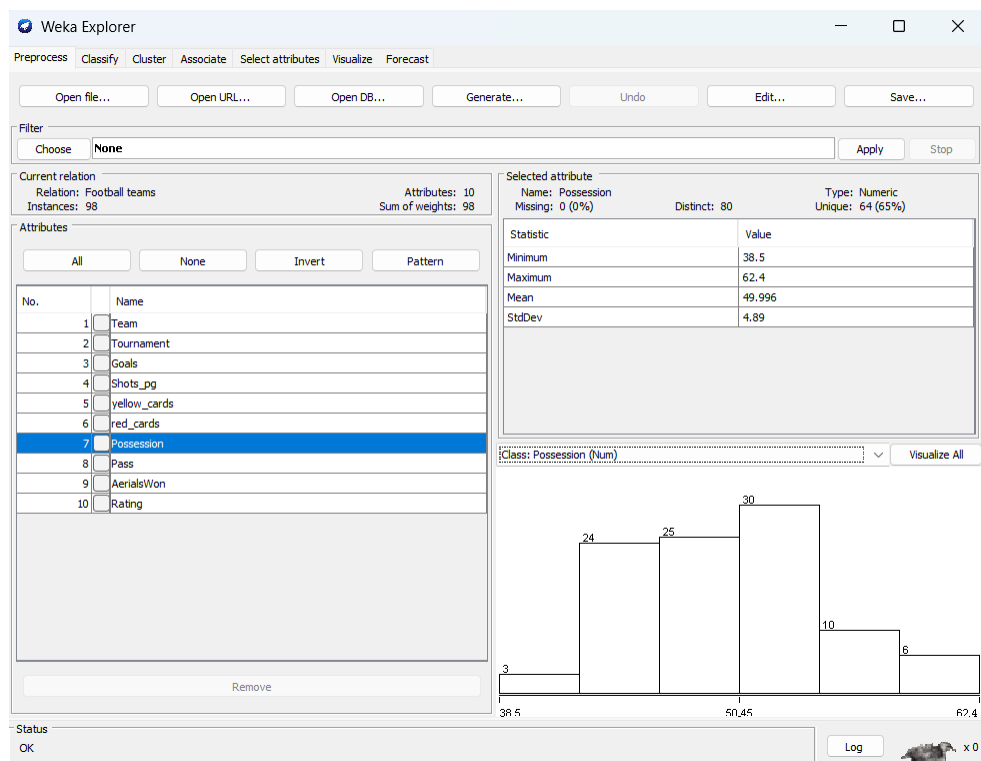 Weka Explorer
Preprocess Classify Cluster Associate Select attributes Visualize Forecast
Open file... Open URL... Open DB... Generate... Undo Edit... Save...
Filter
Choose None Apply Stop
Current relation
Relation: Football teams Attributes: 10
Instances: 98 Sum of weights: 98
Attributes
All None Invert Pattern
No. Name
1 Team
2 Tournament
3 Goals
4 Shots_pg
5 yellow_cards
6 red_cards
7 Possession
8 Pass
9 AerialsWon
10 Rating
Remove
Selected attribute
Name: Possession Type: Numeric
Missing: 0 (0%) Distinct: 80 Unique: 64 (65%)
Statistic Value
Minimum 38.5
Maximum 62.4
Mean 49.996
StdDev 4.89
Class: Possession (Num) Visualize All
3 24 25 30 10 6
38.5 50.45 62.4
Status
OK
Log x 0